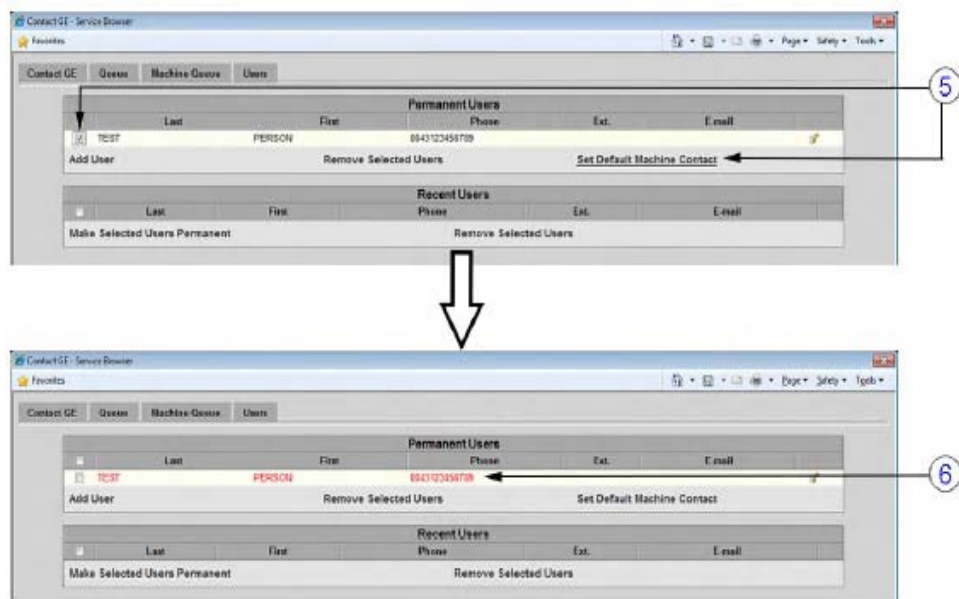 Contact GE - Service Browser
Favorites
Page Safety Tools
Contact GE Queue Machine Queue Users
5
Permanent Users
Last First Phone Ext. E-mail
TEST PERSON 0043123456789
Add User Remove Selected Users Set Default Machine Contact
Recent Users
Last First Phone Ext. E-mail
Make Selected Users Permanent Remove Selected Users
Contact GE - Service Browser
Favorites
Page Safety Tools
Contact GE Queue Machine Queue Users
Permanent Users
Last First Phone Ext. E-mail
TEST PERSON 0043123456789
6
Add User Remove Selected Users Set Default Machine Contact
Recent Users
Last First Phone Ext. E-mail
Make Selected Users Permanent Remove Selected Users